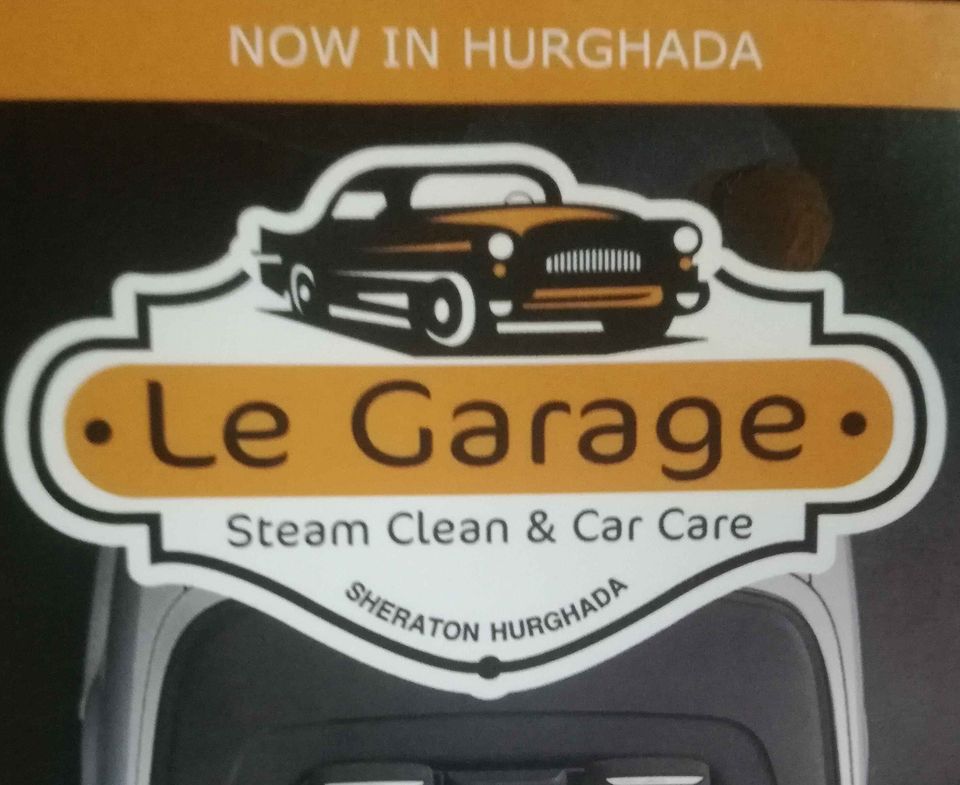 NOW IN HURGHADA
Le Garage
Steam Clean & Car Care
SHERATON HURGHADA